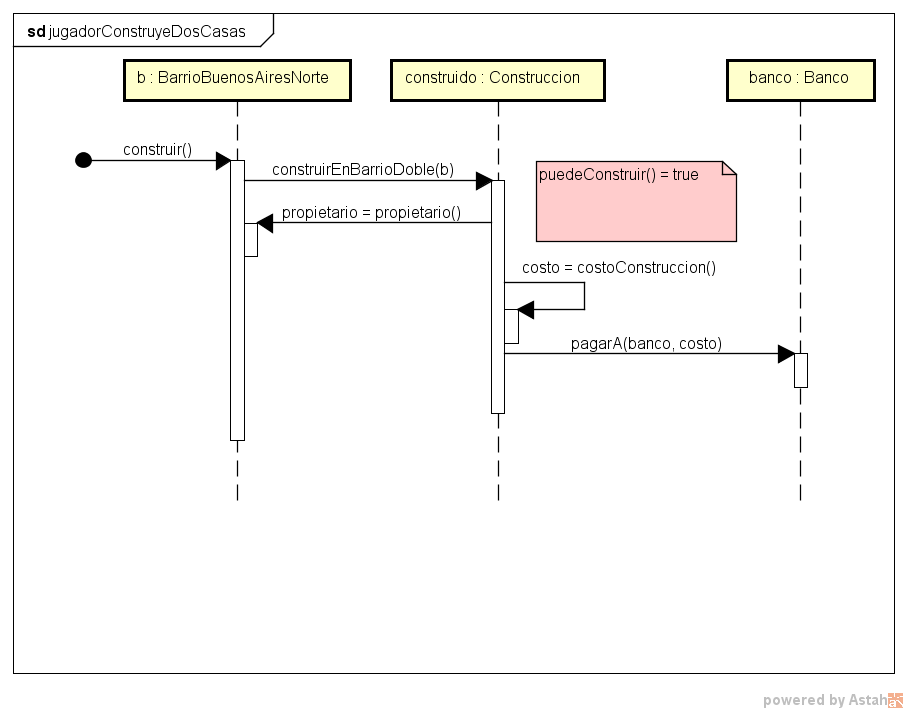 sd jugadorConstruyeDosCasas
b : BarrioBuenosAiresNorte
construido : Construccion
banco : Banco
construir()
construirEnBarrioDoble(b)
puedeConstruir() = true
propietario = propietario()
costo = costoConstruccion()
pagarA(banco, costo)
powered by Astah